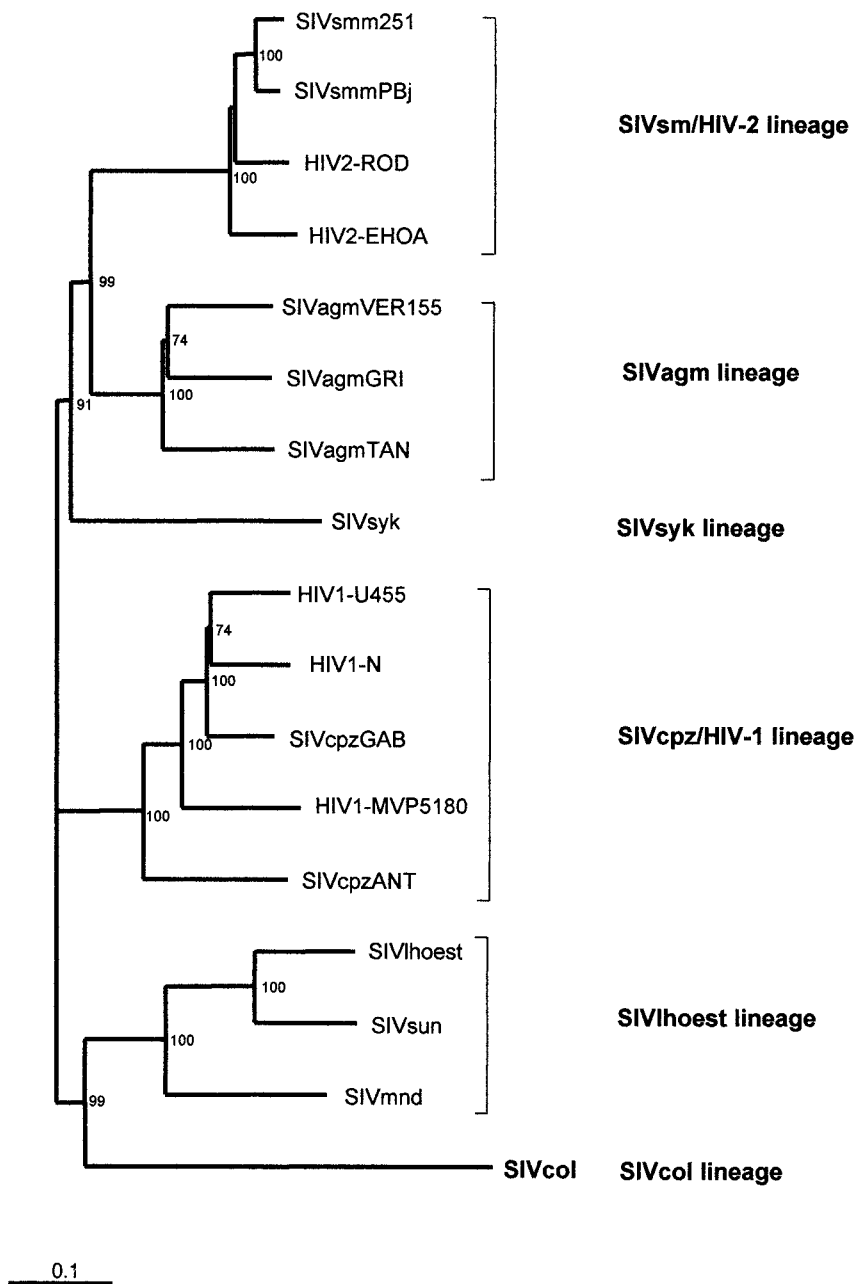 SIVsmm251
100
SIVsmmPBj
SIVsm/HIV-2 lineage
HIV2-ROD
100
HIV2-EHOA
99
SIVagmVER155
74
SIVagmGRI
SIVagm lineage
100
91
SIVagmTAN
SIVsyk
SIVsyk lineage
HIV1-U455
74
HIV1-N
100
SIVcpzGAB
SIVcpz/HIV-1 lineage
100
HIV1-MVP5180
100
SIVcpzANT
SIVlhoest
100
SIVsun
SIVlhoest lineage
100
SIVmnd
99
SIVcol
SIVcol lineage
0.1